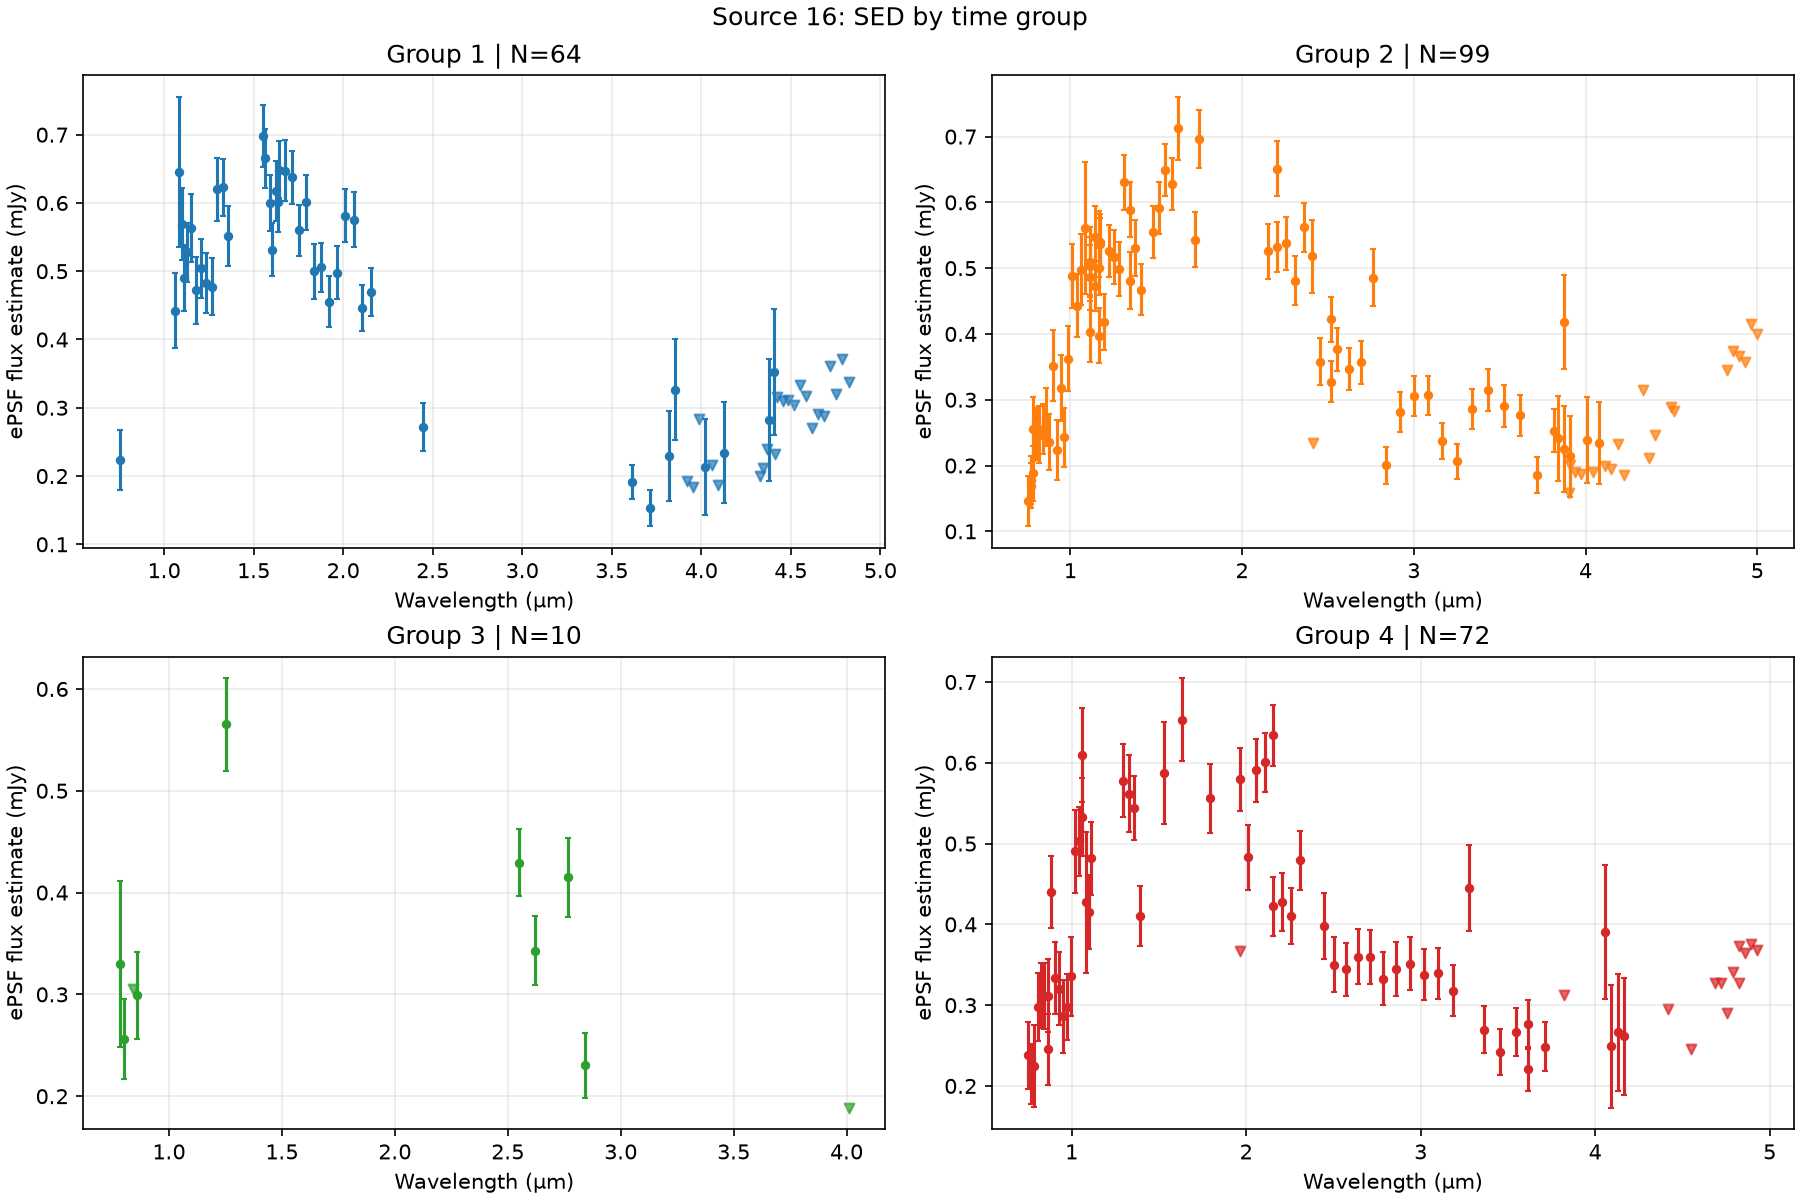 Source 16: SED by time group
Group 1 | N=64
ePSF flux estimate (mJy)
0.7
0.6
0.5
0.4
0.3
0.2
0.1
1.0 1.5 2.0 2.5 3.0 3.5 4.0 4.5 5.0
Wavelength (μm)
Group 2 | N=99
ePSF flux estimate (mJy)
0.7
0.6
0.5
0.4
0.3
0.2
0.1
1 2 3 4 5
Wavelength (μm)
Group 3 | N=10
ePSF flux estimate (mJy)
0.6
0.5
0.4
0.3
0.2
1.0 1.5 2.0 2.5 3.0 3.5 4.0
Wavelength (μm)
Group 4 | N=72
ePSF flux estimate (mJy)
0.7
0.6
0.5
0.4
0.3
0.2
1 2 3 4 5
Wavelength (μm)